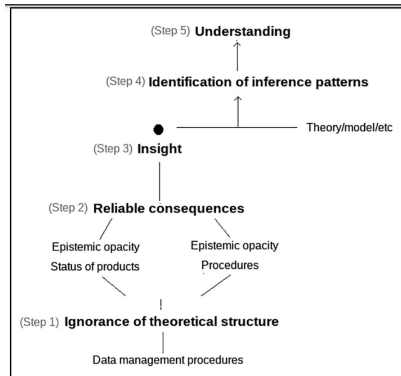 (Step 5) Understanding
(Step 4) Identification of inference patterns
Theory/model/etc
(Step 3) Insight
(Step 2) Reliable consequences
Epistemic opacity
Status of products
Epistemic opacity
Procedures
(Step 1) Ignorance of theoretical structure
Data management procedures